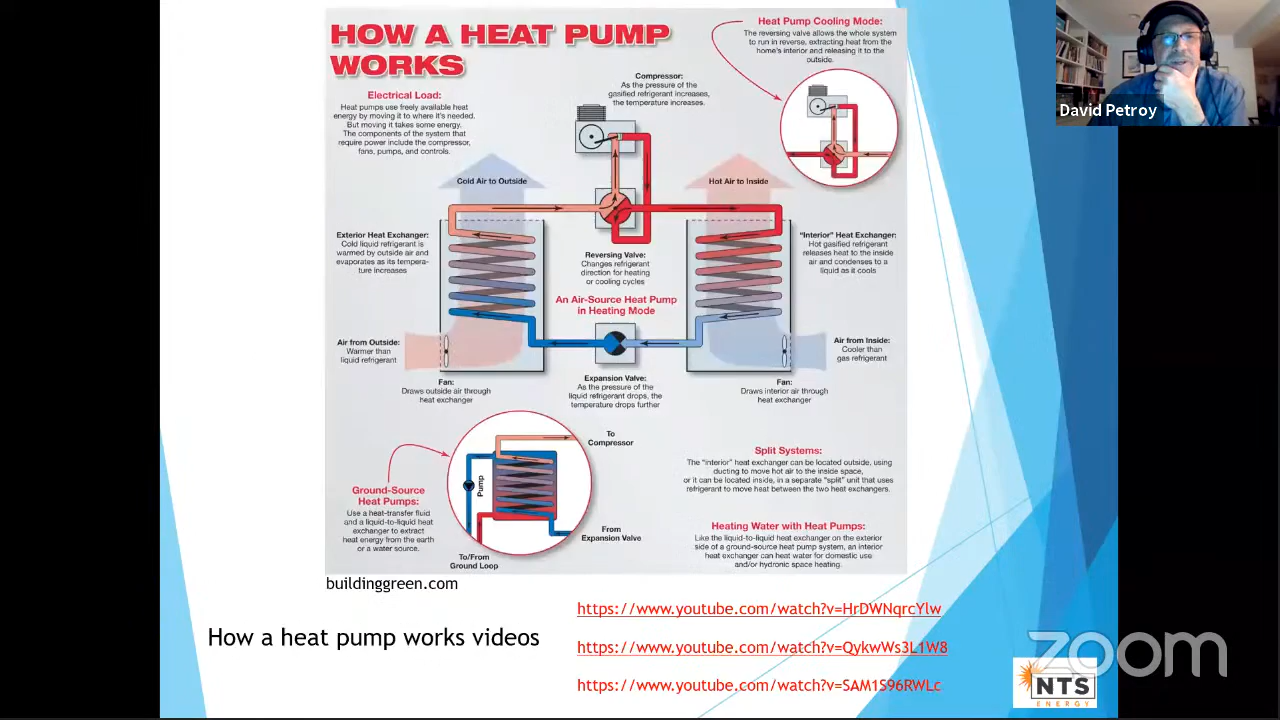 HOW A HEAT PUMP
WORKS
Heat Pump Cooling Mode:
The reversing valve allows the whole system
to run in reverse, extracting heat from the
home's interior and releasing it to the
outside.
David Petroy
Electrical Load:
Heat pumps use freely available heat
energy by moving it to where it's needed.
But moving it takes some energy.
The components of the system that
require power include the compressor,
fans, pumps, and controls.
Compressor:
As the pressure of the
gasified refrigerant increases,
the temperature increases.
Cold Air to Outside
Hot Air to Inside
Exterior Heat Exchanger:
Cold liquid refrigerant is
warmed by outside air and
evaporates as its tempera-
ture increases
Reversing Valve:
Changes refrigerant
direction for heating
or cooling cycles
"Interior" Heat Exchanger:
Hot gasified refrigerant
releases heat to the inside
air and condenses to a
liquid as it cools
An Air-Source Heat Pump
in Heating Mode
Air from Outside:
Warmer than
liquid refrigerant
Air from Inside:
Cooler than
gas refrigerant
Fan:
Draws outside air through
heat exchanger
Expansion Valve:
As the pressure of the
liquid refrigerant drops, the
temperature drops further
Fan:
Draws interior air through
heat exchanger
To
Compressor
Pump
From
Expansion Valve
To/From
Ground Loop
Ground-Source
Heat Pumps:
Use a heat-transfer fluid
and a liquid-to-liquid heat
exchanger to extract
heat energy from the earth
or a water source.
Split Systems:
The "interior" heat exchanger can be located outside, using
ducting to move hot air to the inside space,
or it can be located inside, in a separate "split" unit that uses
refrigerant to move heat between the two heat exchangers.
Heating Water with Heat Pumps:
Like the liquid-to-liquid heat exchanger on the exterior
side of a ground-source heat pump system, an interior
heat exchanger can heat water for domestic use
and/or hydronic space heating.
buildinggreen.com
How a heat pump works videos
https://www.youtube.com/watch?v=HrDWNqrcYlw
https://www.youtube.com/watch?v=QykwWs3L1W8
https://www.youtube.com/watch?v=SAM1S96RWLc
zoom
NTS
ENERGY